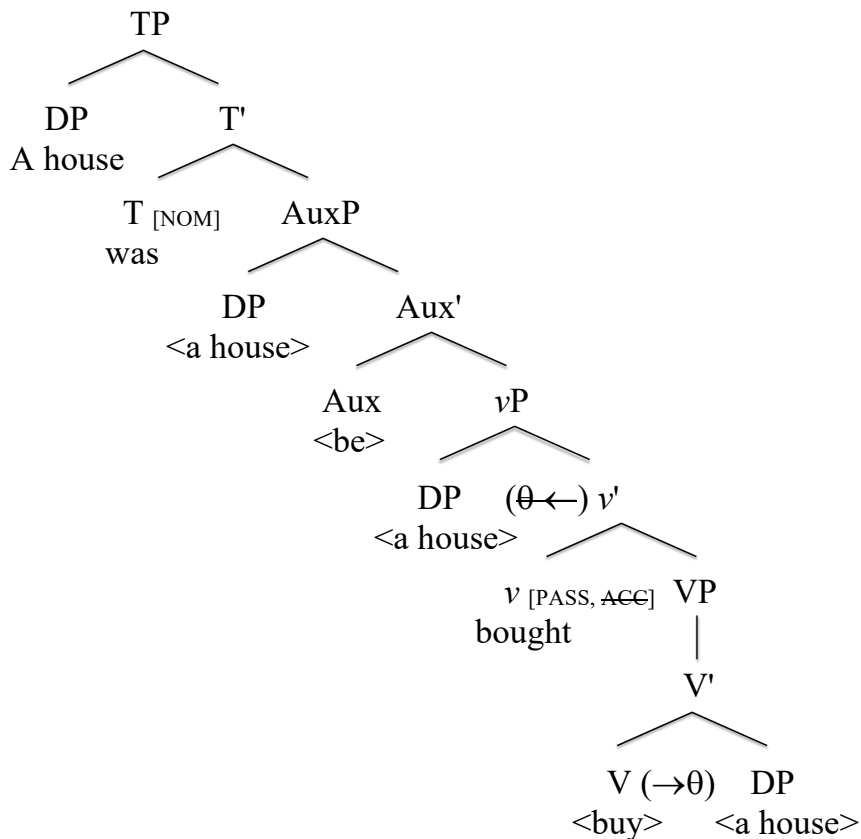 TP
DP T'
A house
T [NOM] AuxP
was
DP Aux'
<a house>
Aux vP
<be>
DP (θ ←) v'
<a house>
v [PASS, ACC] VP
bought
V'
V (→θ) DP
<buy> <a house>